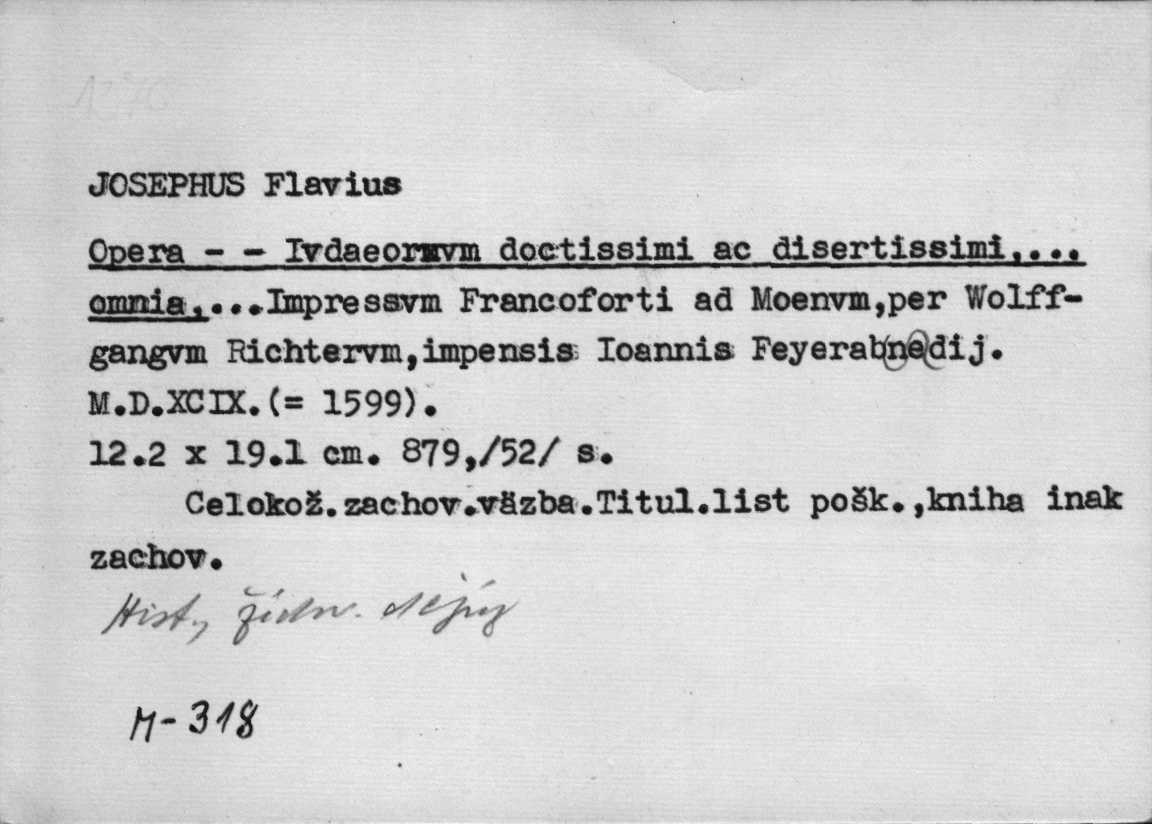 JOSEPHUS Flavius
Opera - - Ivdaeorvm doctissimi ac disertissimi,...
omnia,...Impressvm Francoforti ad Moenvm,per Wolff-
gangvm Richtervm,impensis Ioannis Feyerabnedij.
M.D.XCIX.(= 1599).
12.2 x 19.1 cm. 879,/52/ s.
Celokož.zachov.väzba.Titul.list pošk.,kniha inak
zachov.
Hist, židov. dejiny
M-318